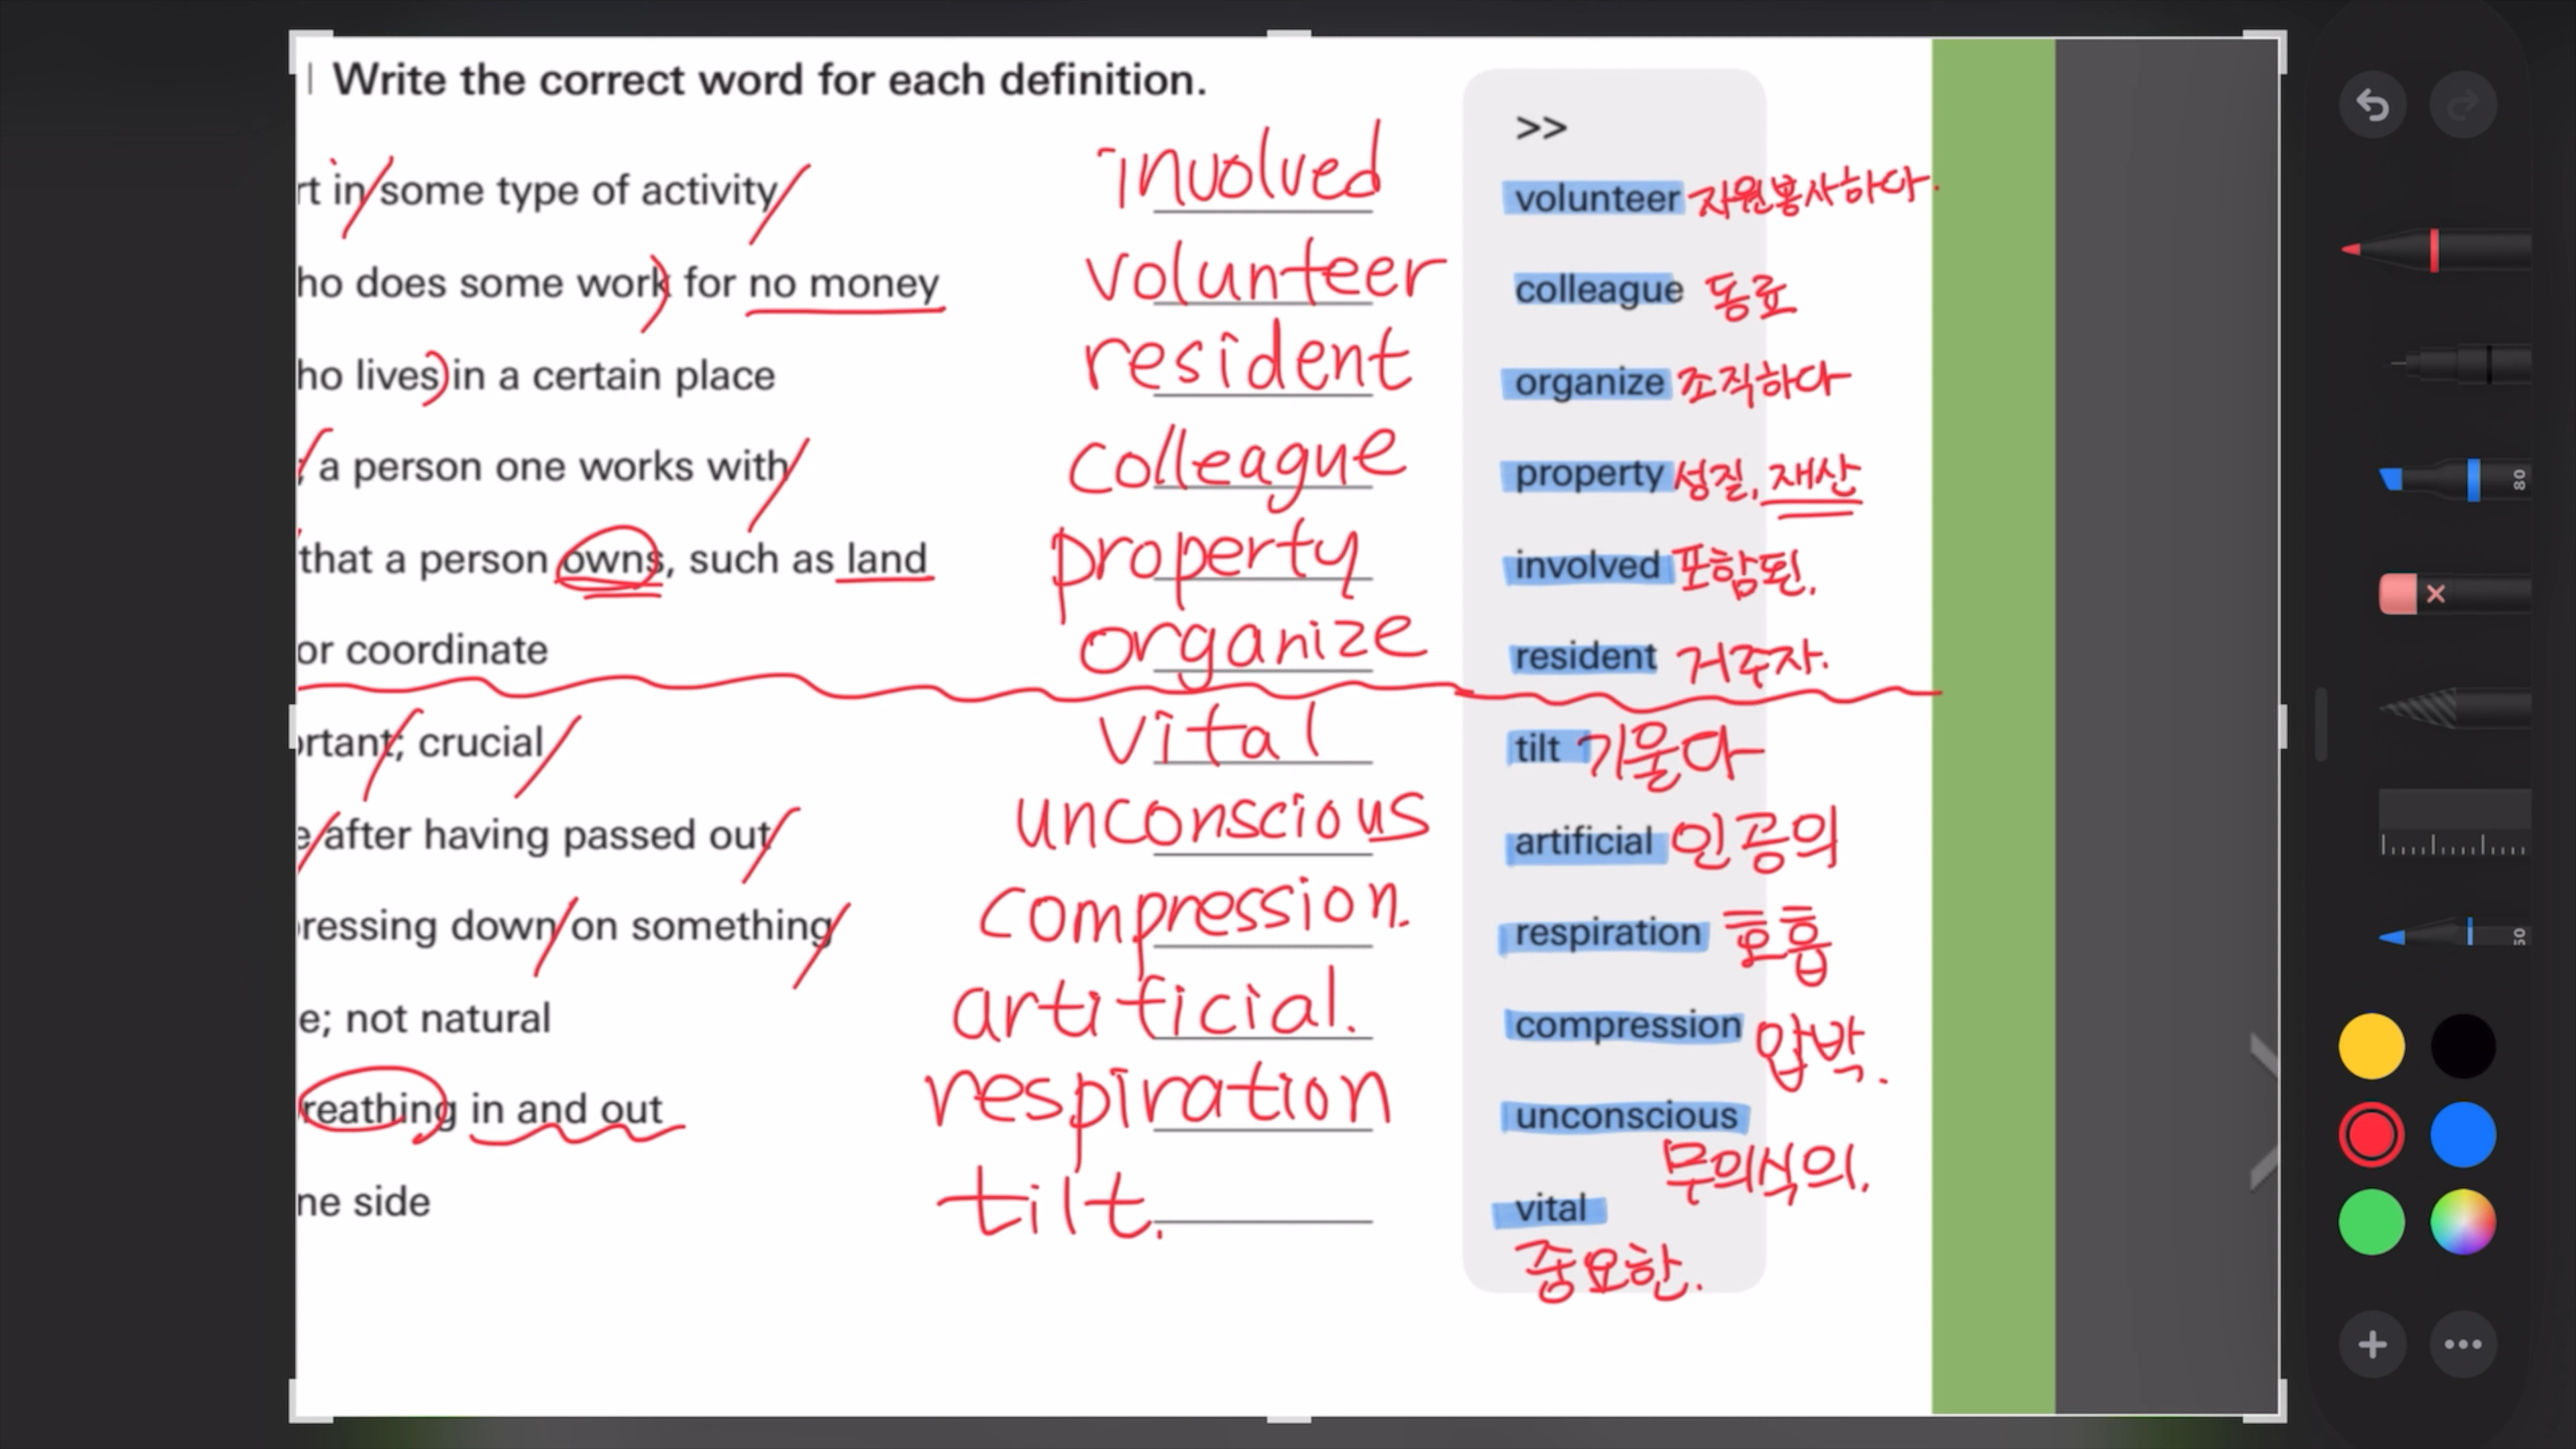 Write the correct word for each definition.
rt in some type of activity involved
ho does some work for no money volunteer
ho lives in a certain place resident
; a person one works with colleague
that a person owns, such as land property
or coordinate organize
ortant; crucial vital
e after having passed out unconscious
ressing down on something compression.
e; not natural artificial.
reathing in and out respiration
ne side tilt.
>>
volunteer 자원봉사하다.
colleague 동료
organize 조직하다
property 성질, 재산
involved 포함된.
resident 거주자.
tilt 기울다
artificial 인공의
respiration 호흡
compression 압박.
unconscious
무의식의.
vital
중요한.
80
50